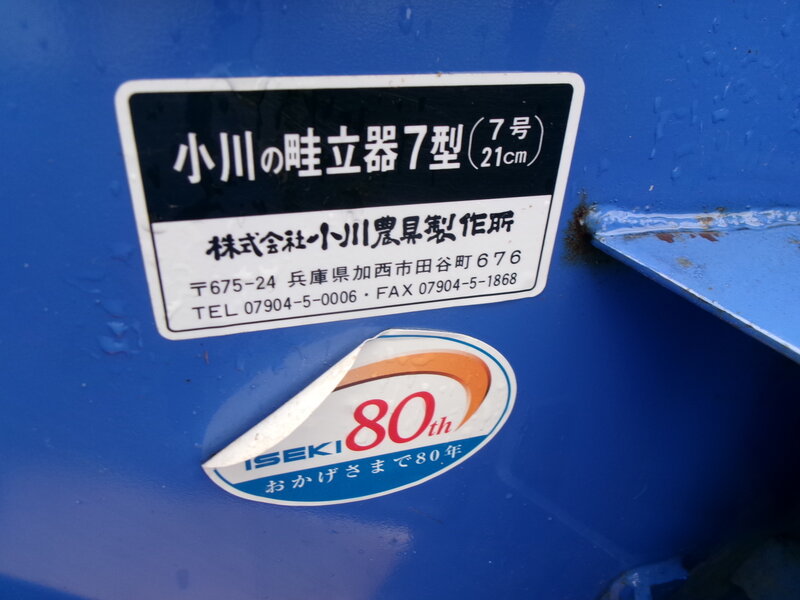 小川の畦立器7型(7号 21cm)
株式会社小川農具製作所
〒675-24 兵庫県加西市田谷町676
TEL 07904-5-0006・FAX 07904-5-1868
ISEKI 80th
おかげさまで80年